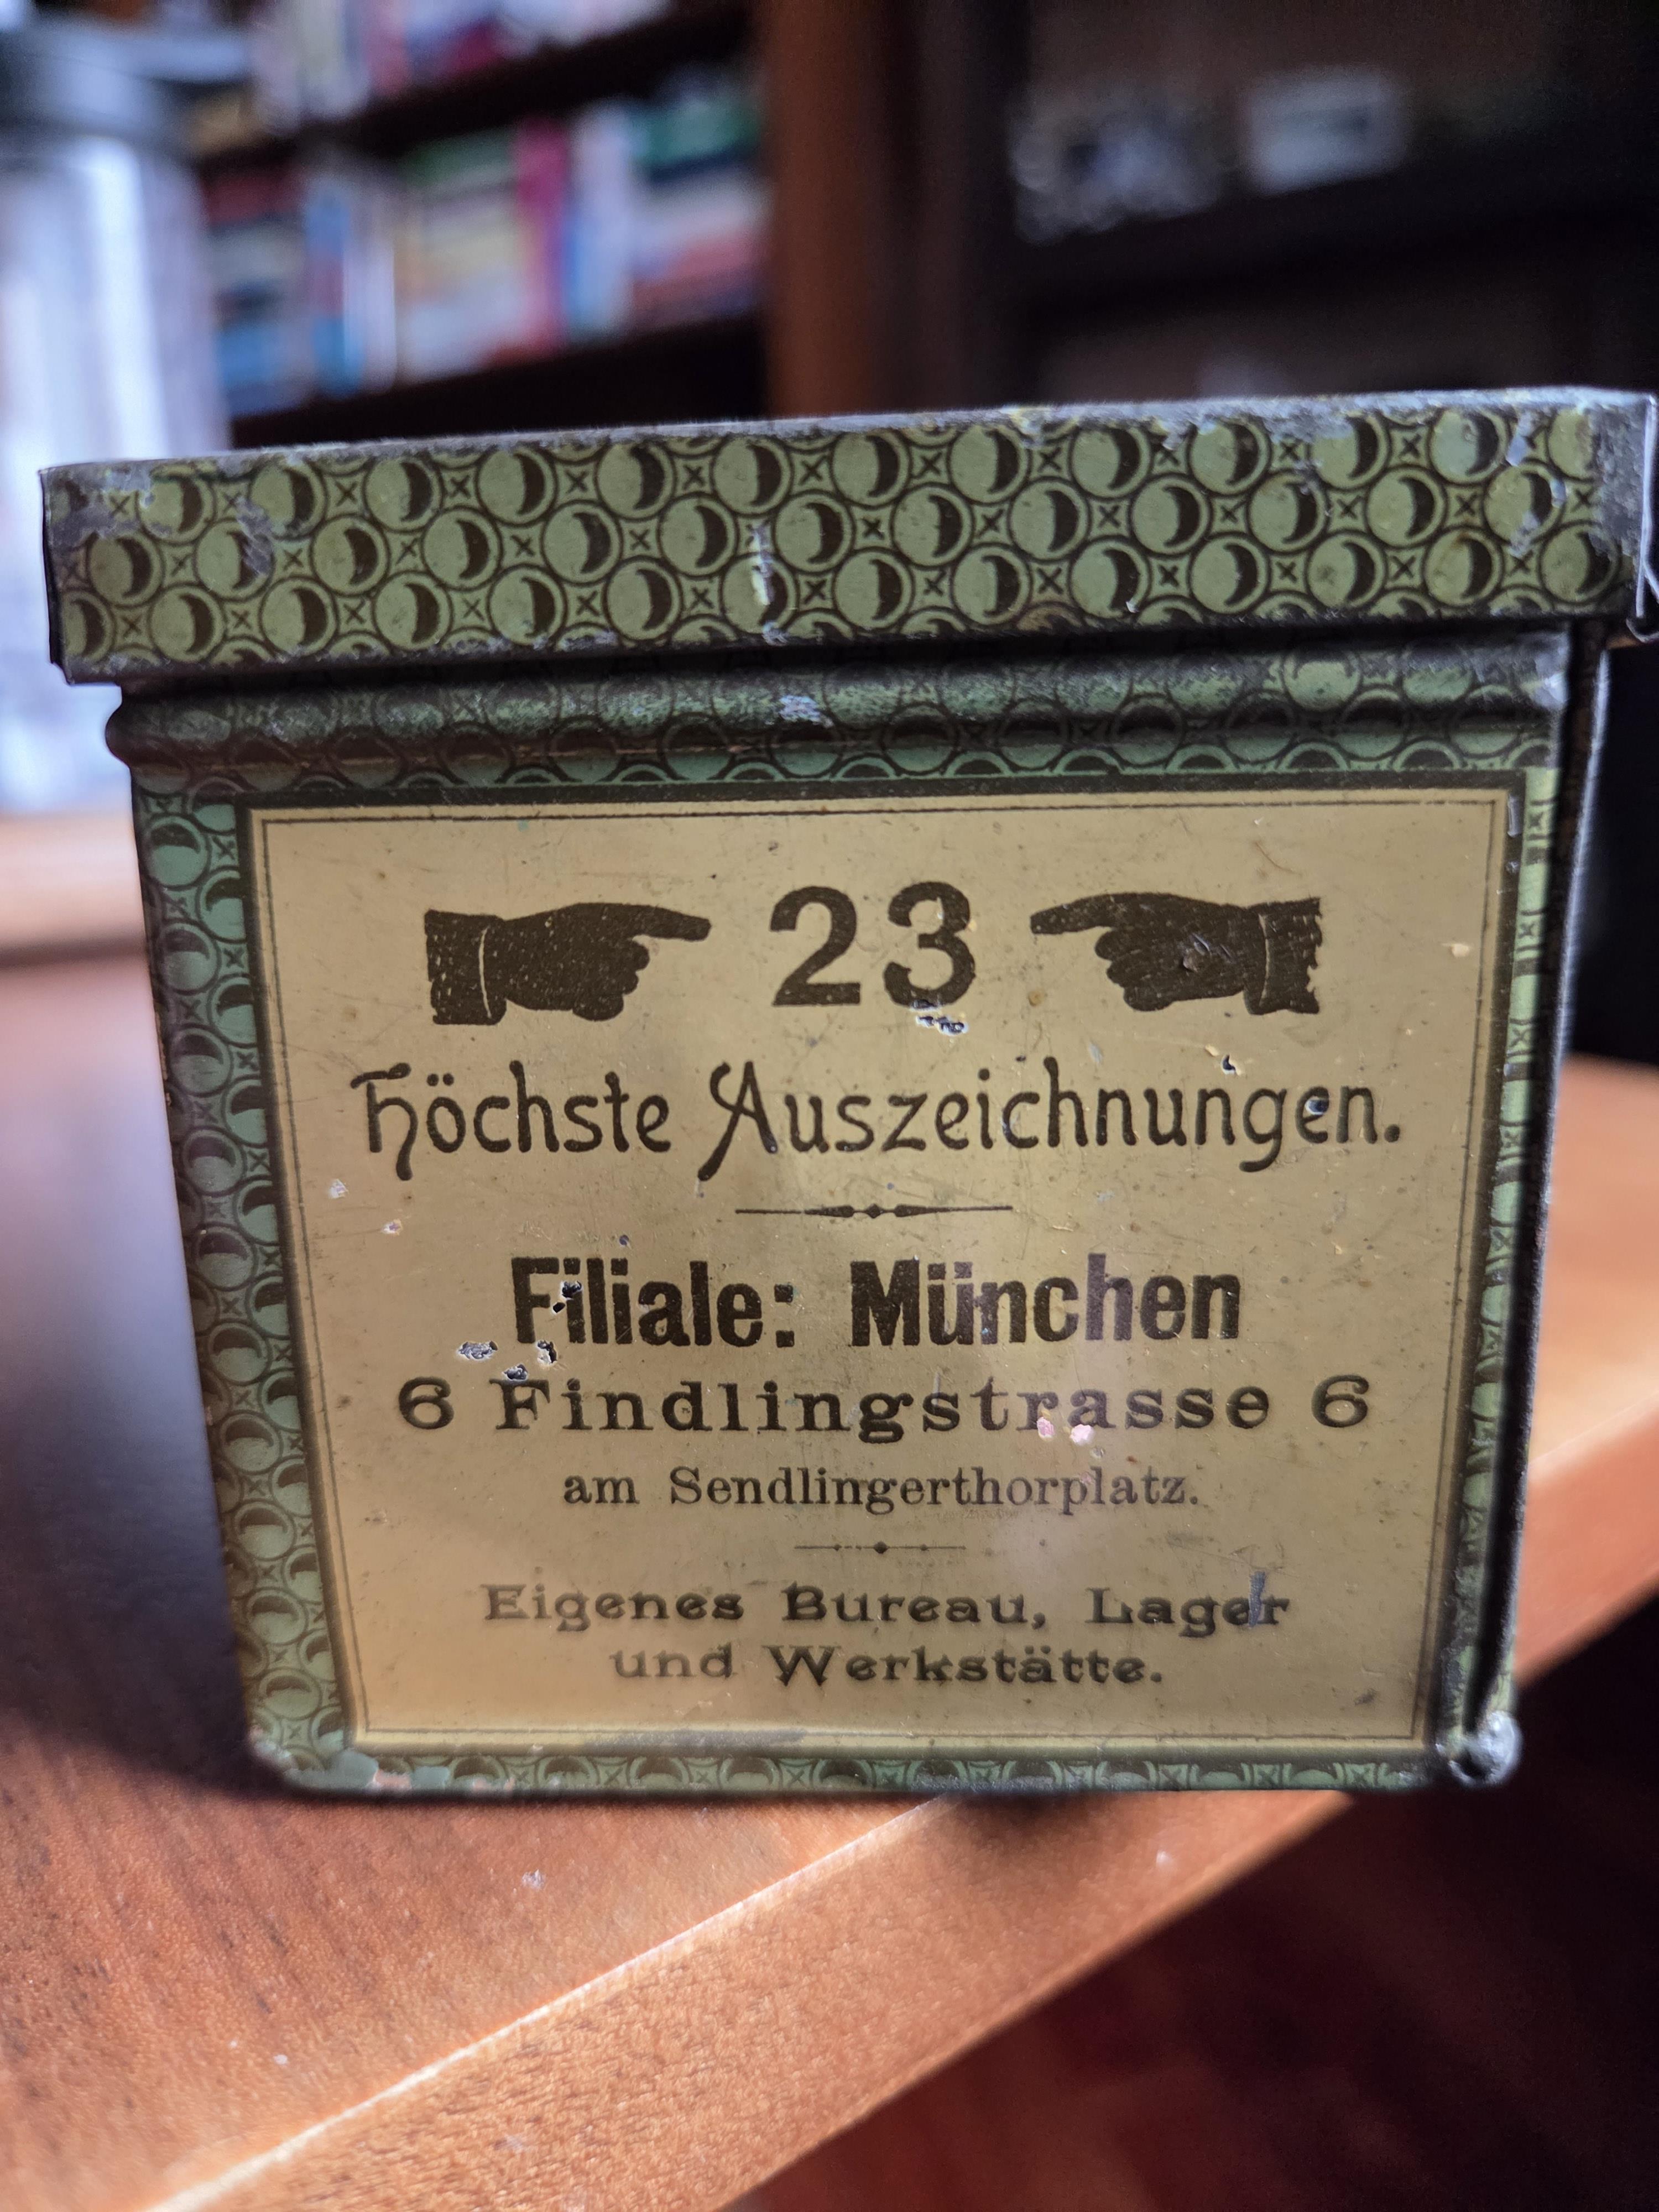 23
Höchste Auszeichnungen.
Filiale: München
6 Findlingstrasse 6
am Sendlingerthorplatz.
Eigenes Bureau, Lager
und Werkstätte.